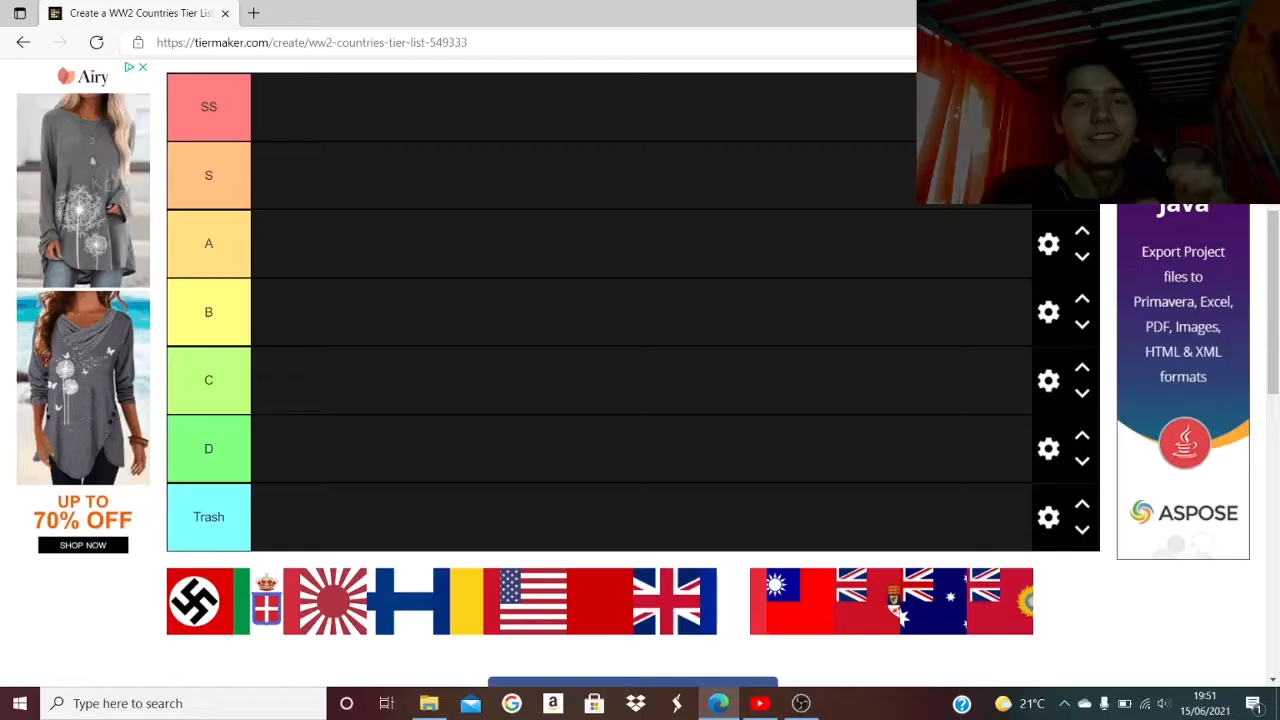 Create a WW2 Countries Tier List
https://tiermaker.com/create/ww2-countries-tier-list-549333
Airy
SS
S
A
B
C
D
Trash
UP TO
70% OFF
SHOP NOW
Java
Export Project
files to
Primavera, Excel,
PDF, Images,
HTML & XML
formats
ASPOSE
Type here to search
21°C
19:51
15/06/2021